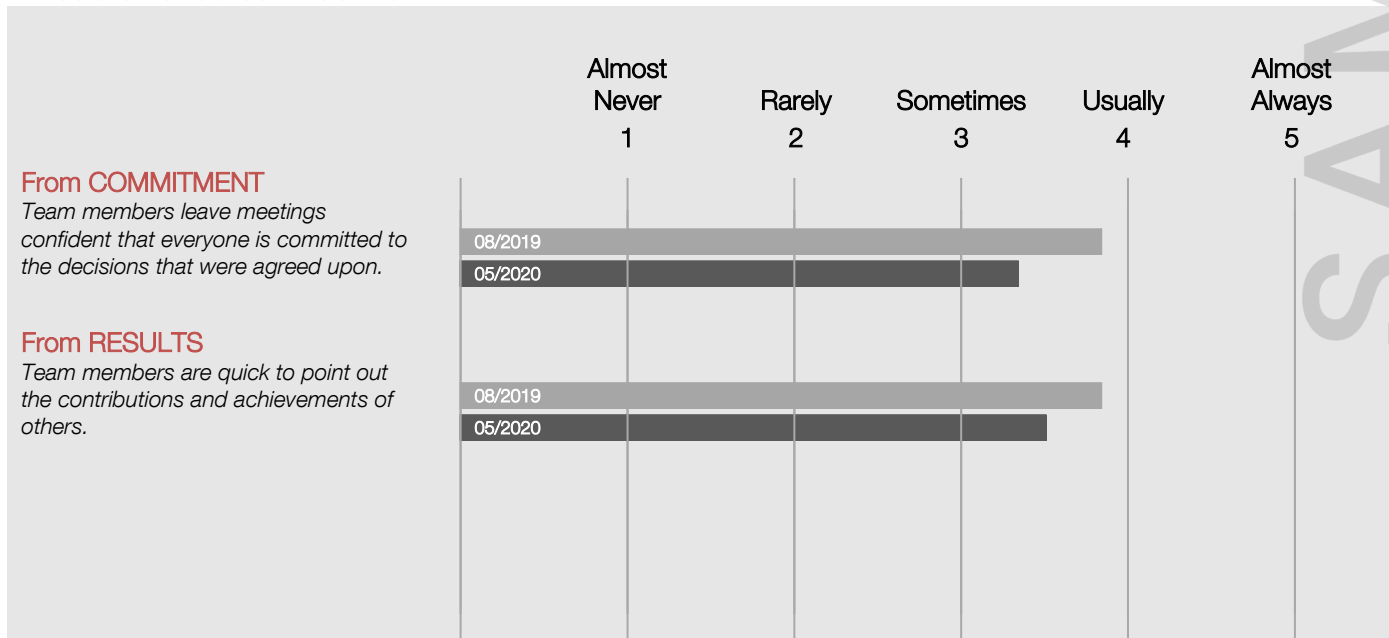 Almost
Never
Rarely
Sometimes
Usually
Almost
Always
1
2
3
4
5
From COMMITMENT
Team members leave meetings
confident that everyone is committed to
the decisions that were agreed upon.
08/2019
05/2020
From RESULTS
Team members are quick to point out
the contributions and achievements of
others.
08/2019
05/2020
SA